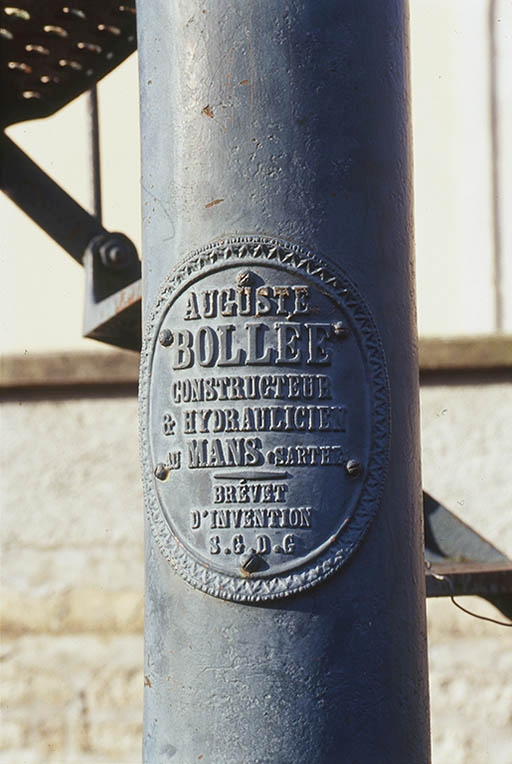 AUGUSTE
BOLLÉE
CONSTRUCTEUR
& HYDRAULICIEN
AU MANS (SARTHE
BRÉVET
D'INVENTION
S.G.D.G